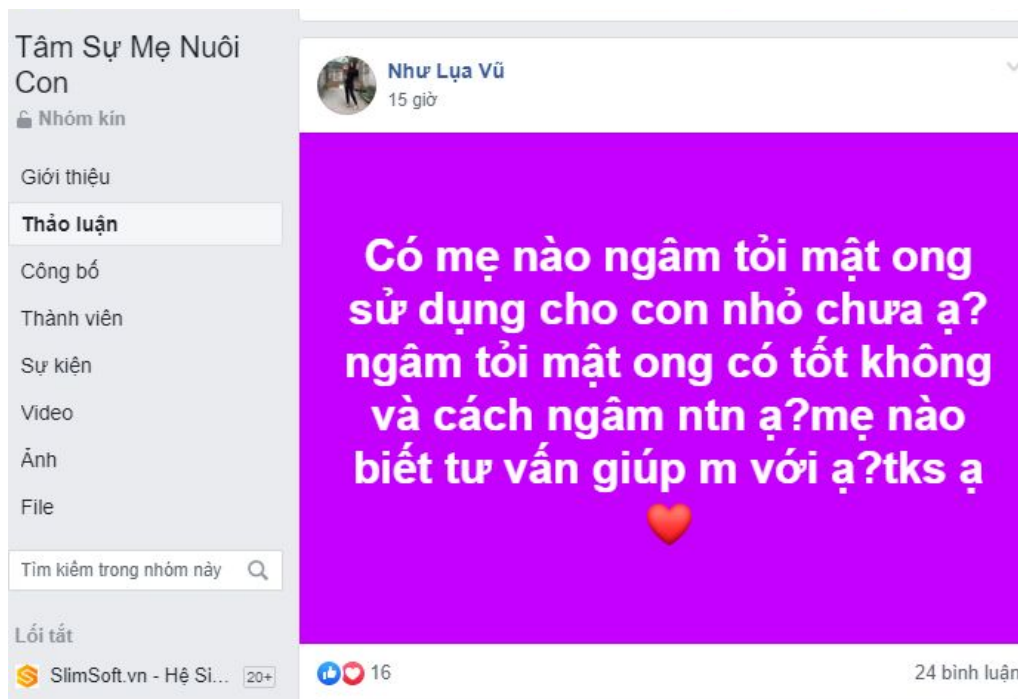 Tâm Sự Mẹ Nuôi
Con
Nhóm kín
Giới thiệu
Thảo luận
Công bố
Thành viên
Sự kiện
Video
Ảnh
File
Tìm kiếm trong nhóm này
Lối tắt
SlimSoft.vn - Hệ Si... 20+
Như Lụa Vũ
15 giờ
Có mẹ nào ngâm tỏi mật ong
sử dụng cho con nhỏ chưa ạ?
ngâm tỏi mật ong có tốt không
và cách ngâm ntn ạ?mẹ nào
biết tư vấn giúp m với ạ?tks ạ
16
24 bình luận